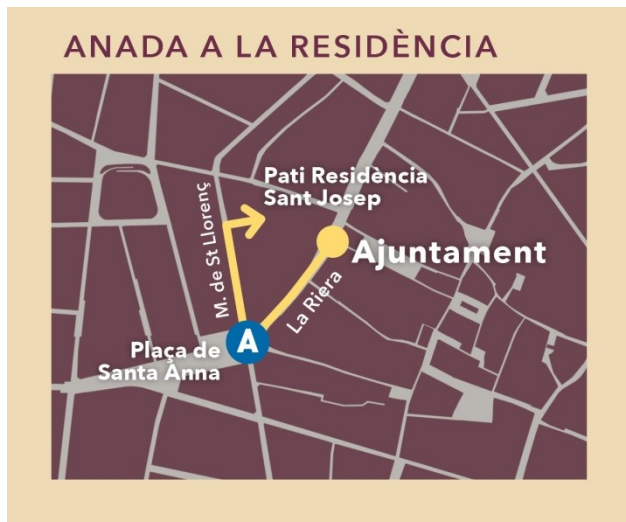 ANADA A LA RESIDÈNCIA
Pati Residència
Sant Josep
M. de St Llorenç
Ajuntament
La Riera
A
Plaça de
Santa Anna